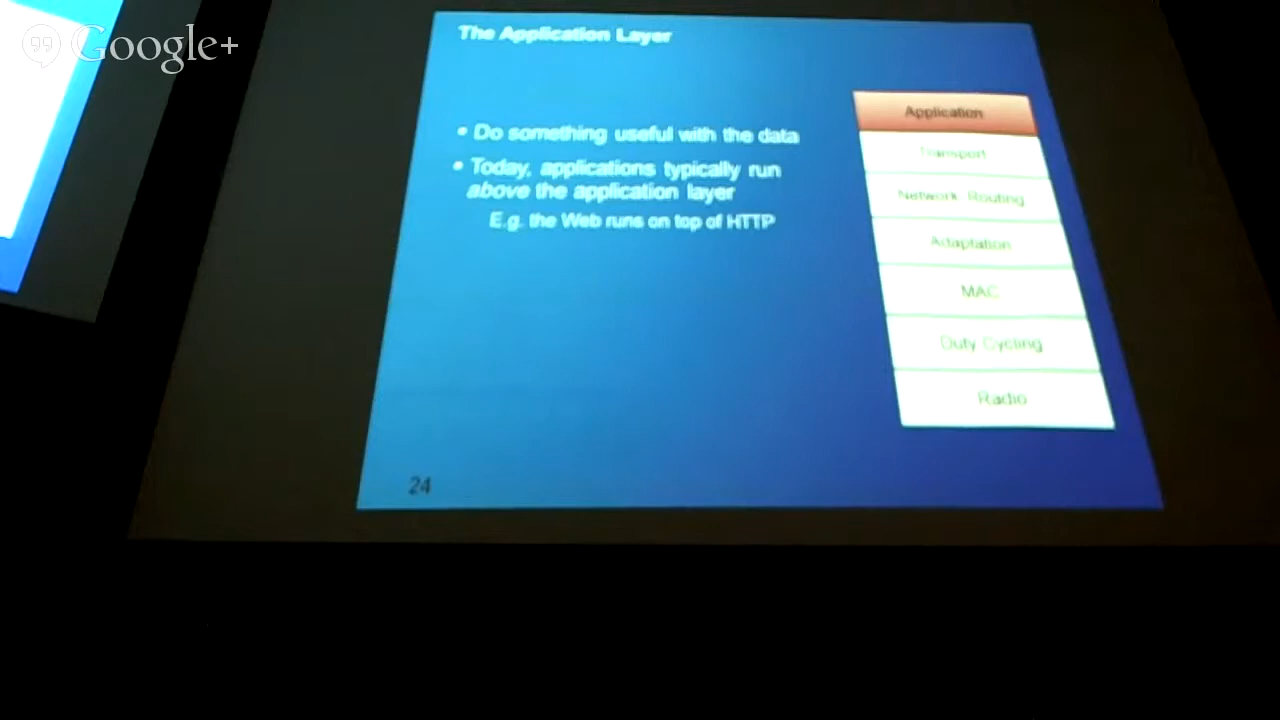 Google+
The Application Layer
• Do something useful with the data
• Today, applications typically run
above the application layer
E.g. the Web runs on top of HTTP
Application
Transport
Network Routing
Adaptation
MAC
Duty Cycling
Radio
24